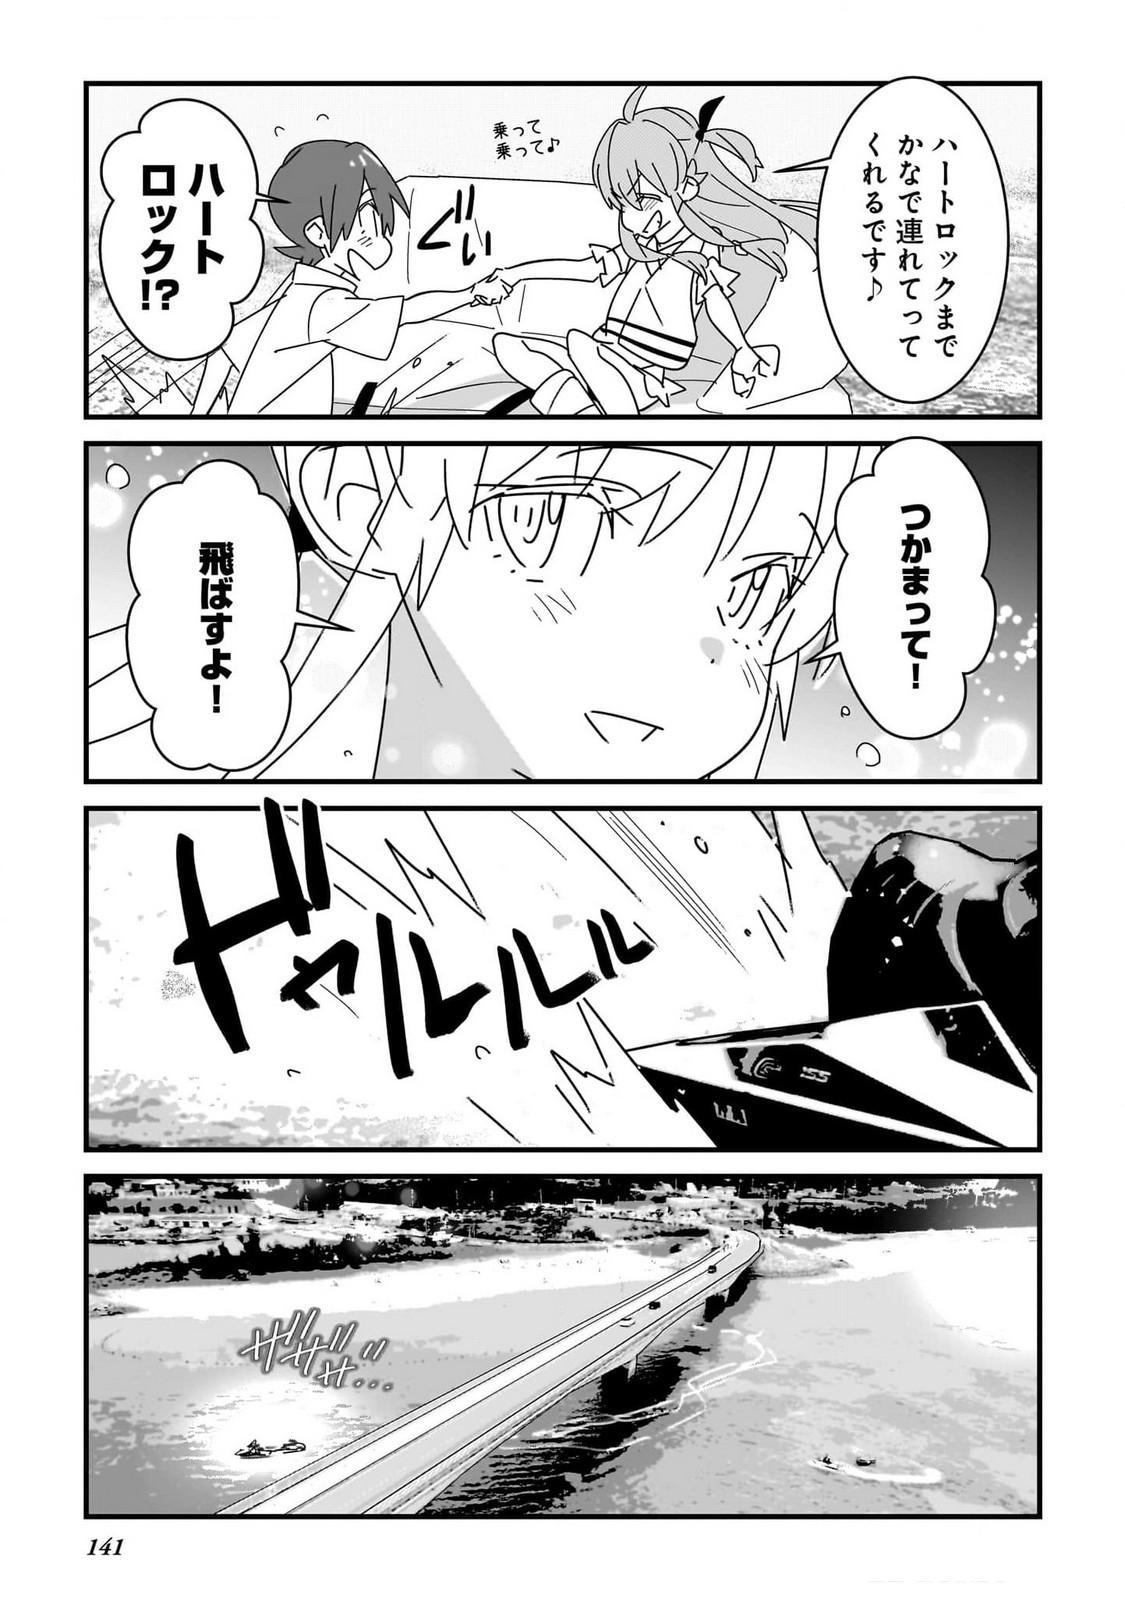 ハートロックまで
かなで連れてって
くれるです♪
乗って
乗って♪
ぐい
ハート
ロック!?
つかまって!
飛ばすよ!
ギャルルルル
ザザザザ…
141